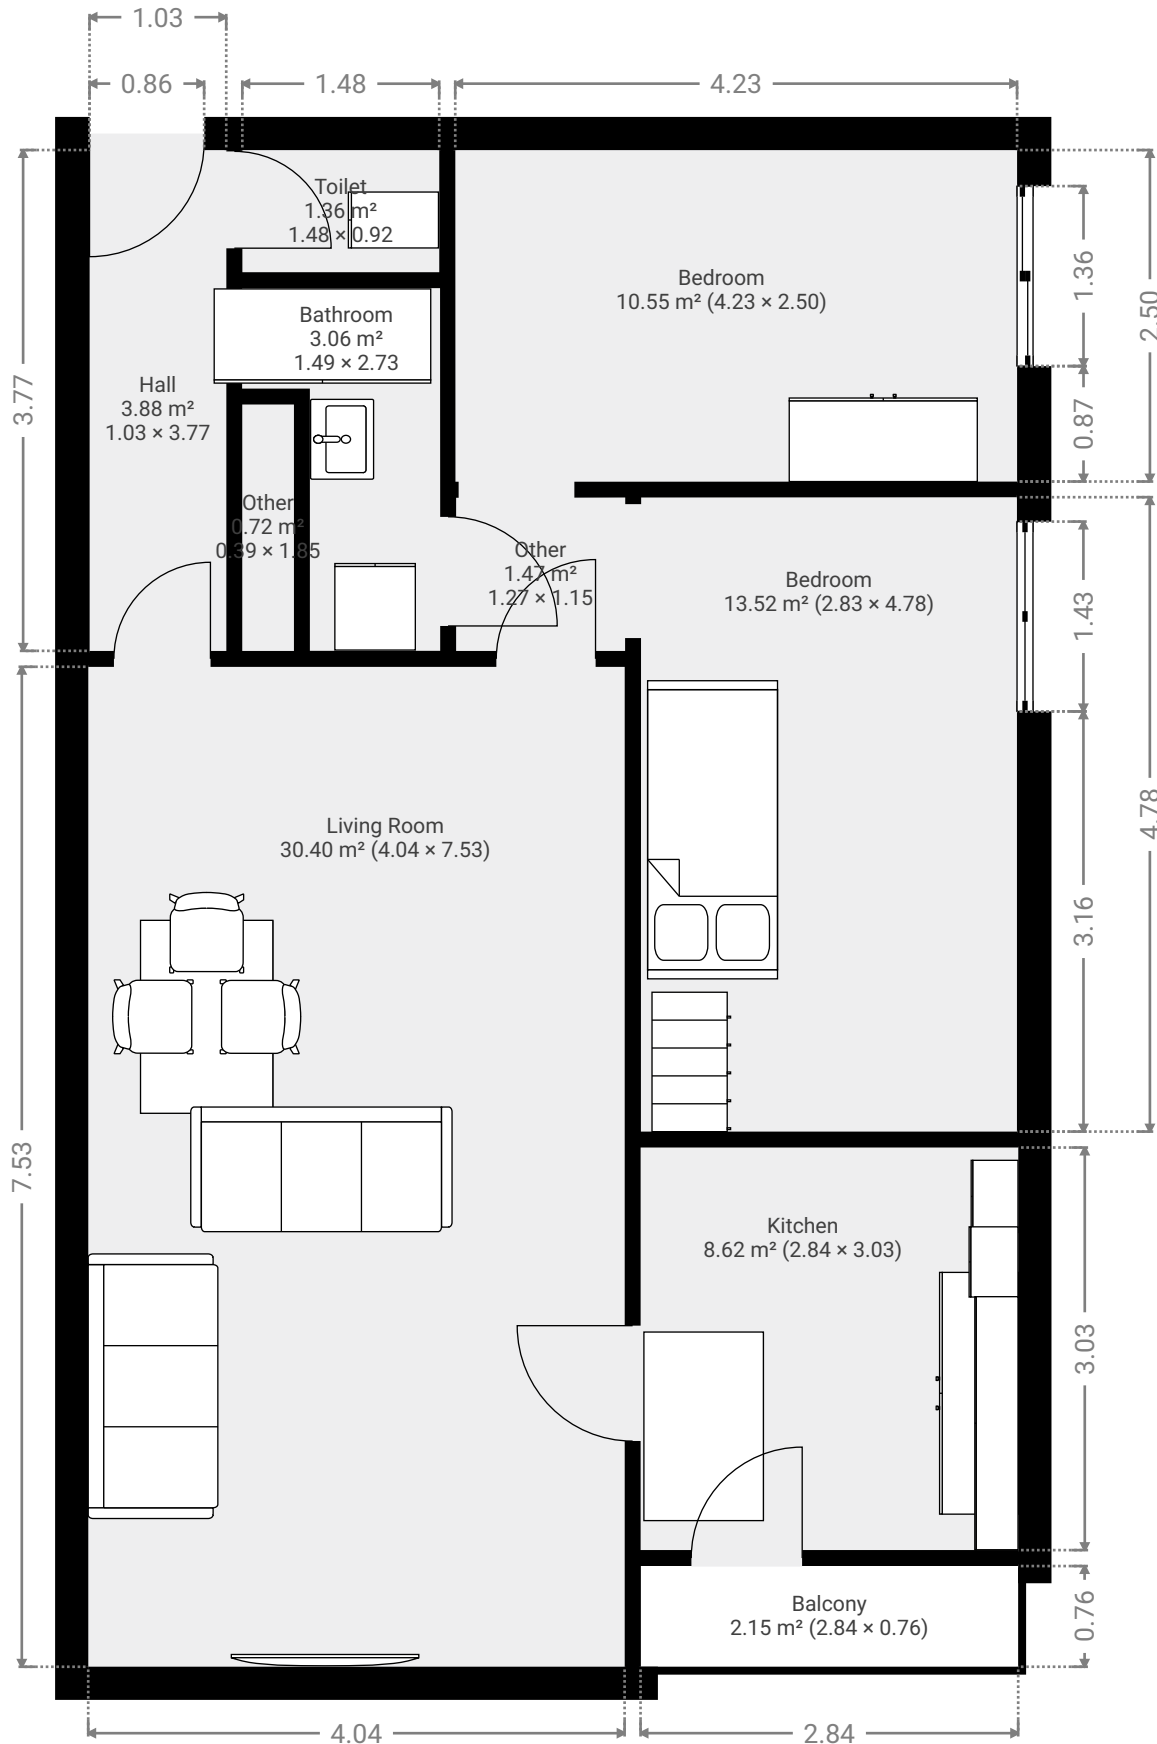 1.03
0.86
1.48
4.23
Toilet
1.36 m²
1.48 × 0.92
Bedroom
10.55 m² (4.23 × 2.50)
1.36
2.50
0.87
Bathroom
3.06 m²
1.49 × 2.73
Hall
3.88 m²
1.03 × 3.77
3.77
Other
0.72 m²
0.39 × 1.85
Other
1.47 m²
1.27 × 1.15
Bedroom
13.52 m² (2.83 × 4.78)
1.43
4.78
3.16
Living Room
30.40 m² (4.04 × 7.53)
7.53
Kitchen
8.62 m² (2.84 × 3.03)
3.03
Balcony
2.15 m² (2.84 × 0.76)
0.76
4.04
2.84